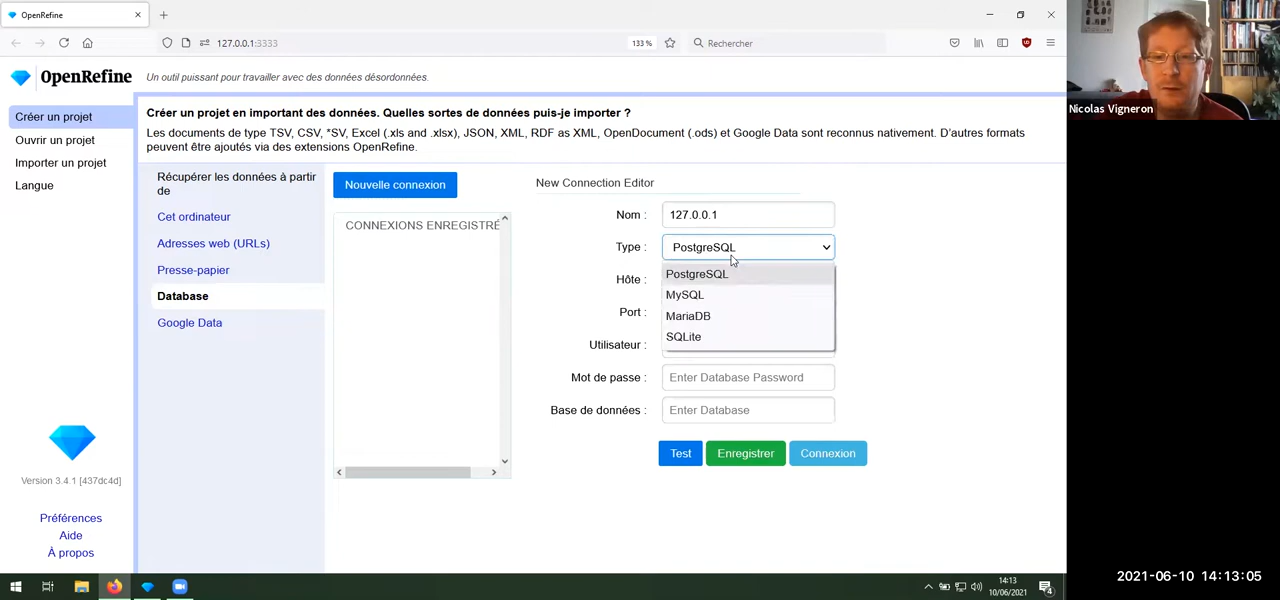 OpenRefine
127.0.0.1:3333
133 %
Rechercher
OpenRefine
Un outil puissant pour travailler avec des données désordonnées.
Nicolas Vigneron
Créer un projet
Ouvrir un projet
Importer un projet
Langue
Créer un projet en important des données. Quelles sortes de données puis-je importer ?
Les documents de type TSV, CSV, *SV, Excel (.xls and .xlsx), JSON, XML, RDF as XML, OpenDocument (.ods) et Google Data sont reconnus nativement. D'autres formats
peuvent être ajoutés via des extensions OpenRefine.
Récupérer les données à partir
de
Cet ordinateur
Adresses web (URLs)
Presse-papier
Database
Google Data
Nouvelle connexion
CONNEXIONS ENREGISTRÉ
New Connection Editor
Nom :
127.0.0.1
Type :
PostgreSQL
PostgreSQL
MySQL
MariaDB
SQLite
Hôte :
Port :
Utilisateur :
Mot de passe :
Enter Database Password
Base de données :
Enter Database
Test
Enregistrer
Connexion
Version 3.4.1 [437dc4d]
Préférences
Aide
À propos
14:13
10/06/2021
4
2021-06-10 14:13:05